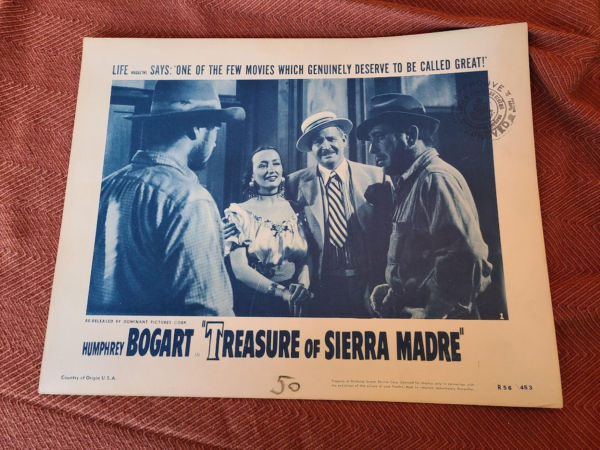 LIFE MAGAZINE SAYS: "ONE OF THE FEW MOVIES WHICH GENUINELY DESERVE TO BE CALLED GREAT!"
1
RE-RELEASED BY DOMINANT PICTURES CORP.
HUMPHREY BOGART IN "TREASURE OF SIERRA MADRE"
Country of Origin U.S.A.
50
R56 453